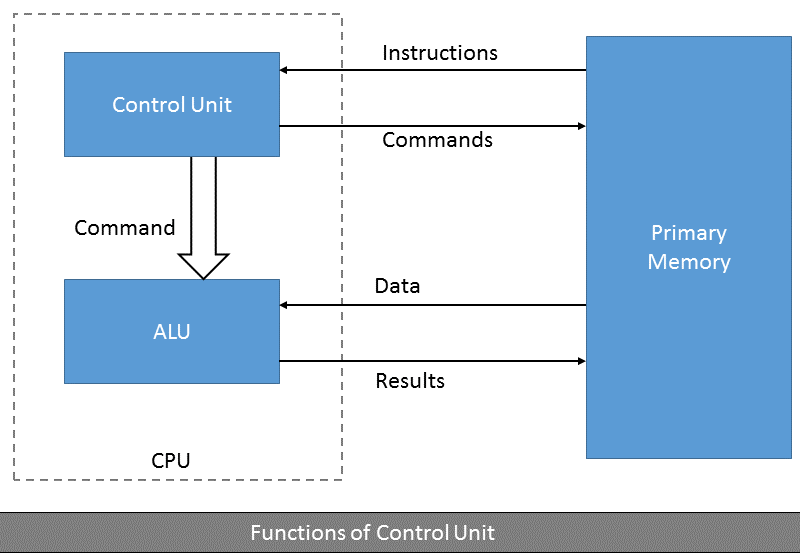 Instructions
Control Unit
Commands
Command
Primary
Memory
Data
ALU
Results
CPU
Functions of Control Unit